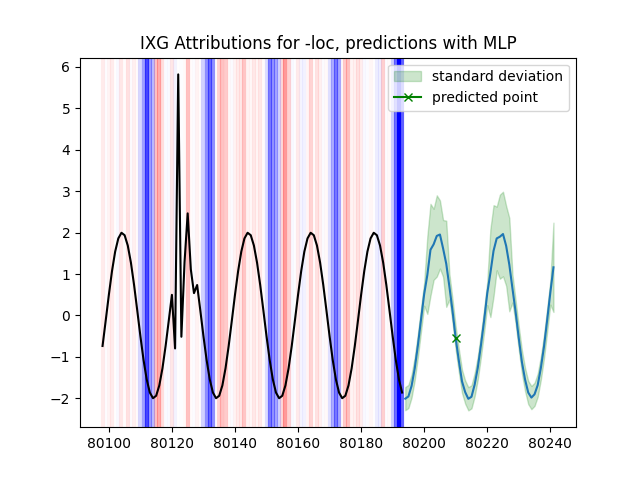 IXG Attributions for -loc, predictions with MLP
standard deviation
predicted point
6
5
4
3
2
1
0
−1
−2
80100 80120 80140 80160 80180 80200 80220 80240